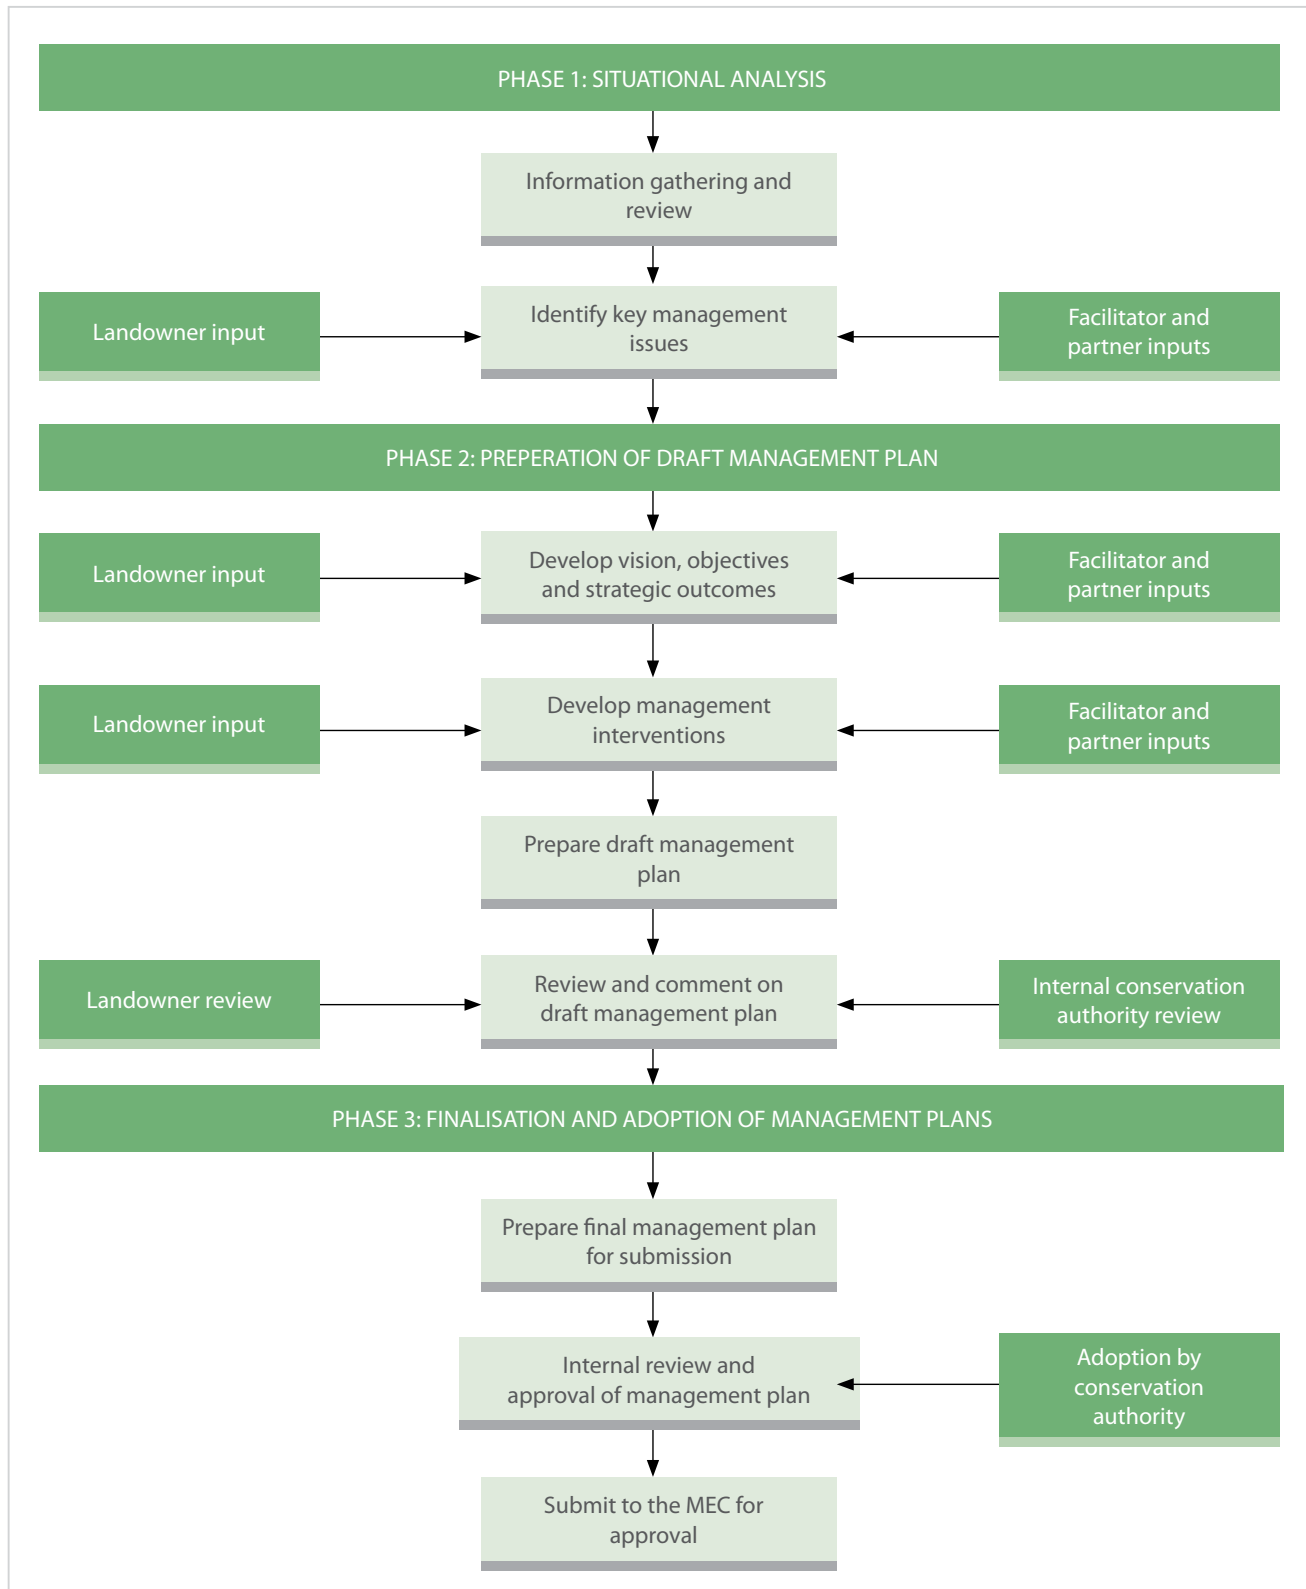 PHASE 1: SITUATIONAL ANALYSIS
Information gathering and
review
Landowner input
Identify key management
issues
Facilitator and
partner inputs
PHASE 2: PREPERATION OF DRAFT MANAGEMENT PLAN
Landowner input
Develop vision, objectives
and strategic outcomes
Facilitator and
partner inputs
Landowner input
Develop management
interventions
Facilitator and
partner inputs
Prepare draft management
plan
Landowner review
Review and comment on
draft management plan
Internal conservation
authority review
PHASE 3: FINALISATION AND ADOPTION OF MANAGEMENT PLANS
Prepare final management plan
for submission
Internal review and
approval of management plan
Adoption by
conservation
authority
Submit to the MEC for
approval